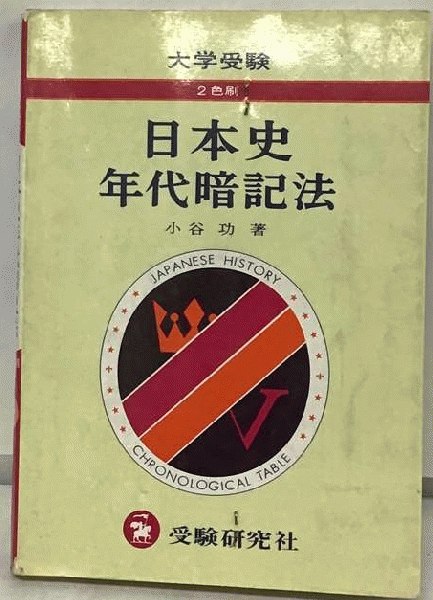 大学受験
2色刷
日本史
年代暗記法
小谷 功 著
JAPANESE HISTORY
V
CHRONOLOGICAL TABLE
受験研究社